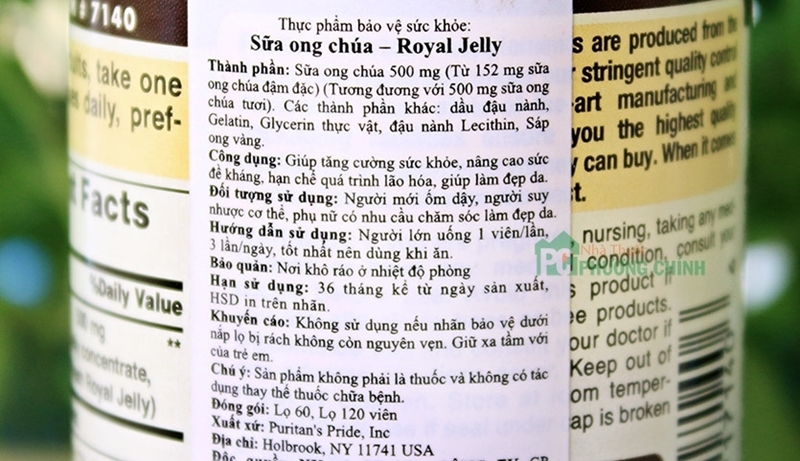 # 7140
take one
daily, pref-
Facts
%Daily Value
mg
**
concentrate,
Royal Jelly)
Thực phẩm bảo vệ sức khỏe:
Sữa ong chúa – Royal Jelly
Thành phần: Sữa ong chúa 500 mg (Từ 152 mg sữa
ong chúa đậm đặc) (Tương đương với 500 mg sữa ong
chúa tươi). Các thành phần khác: dầu đậu nành,
Gelatin, Glycerin thực vật, đậu nành Lecithin, Sáp
ong vàng.
Công dụng: Giúp tăng cường sức khỏe, nâng cao sức
đề kháng, hạn chế quá trình lão hóa, giúp làm đẹp da.
Đối tượng sử dụng: Người mới ốm dậy, người suy
nhược cơ thể, phụ nữ có nhu cầu chăm sóc làm đẹp da.
Hướng dẫn sử dụng: Người lớn uống 1 viên/lần,
3 lần/ngày, tốt nhất nên dùng khi ăn.
Bảo quản: Nơi khô ráo ở nhiệt độ phòng
Hạn sử dụng: 36 tháng kể từ ngày sản xuất,
HSD in trên nhãn.
Khuyến cáo: Không sử dụng nếu nhãn bảo vệ dưới
nắp lọ bị rách không còn nguyên vẹn. Giữ xa tầm với
của trẻ em.
Chú ý: Sản phẩm không phải là thuốc và không có tác
dụng thay thế thuốc chữa bệnh.
Đóng gói: Lọ 60, Lọ 120 viên
Xuất xứ: Puritan's Pride, Inc
Địa chỉ: Holbrook, NY 11741 USA
s are produced from the
stringent quality control
-art manufacturing and
you the highest quality
can buy. When it comes
nursing, taking any
condition, consult your
product if
products.
our doctor if
Keep out of
om temper-
ap is broken
Nhà Thuốc
PHƯƠNG CHÍNH